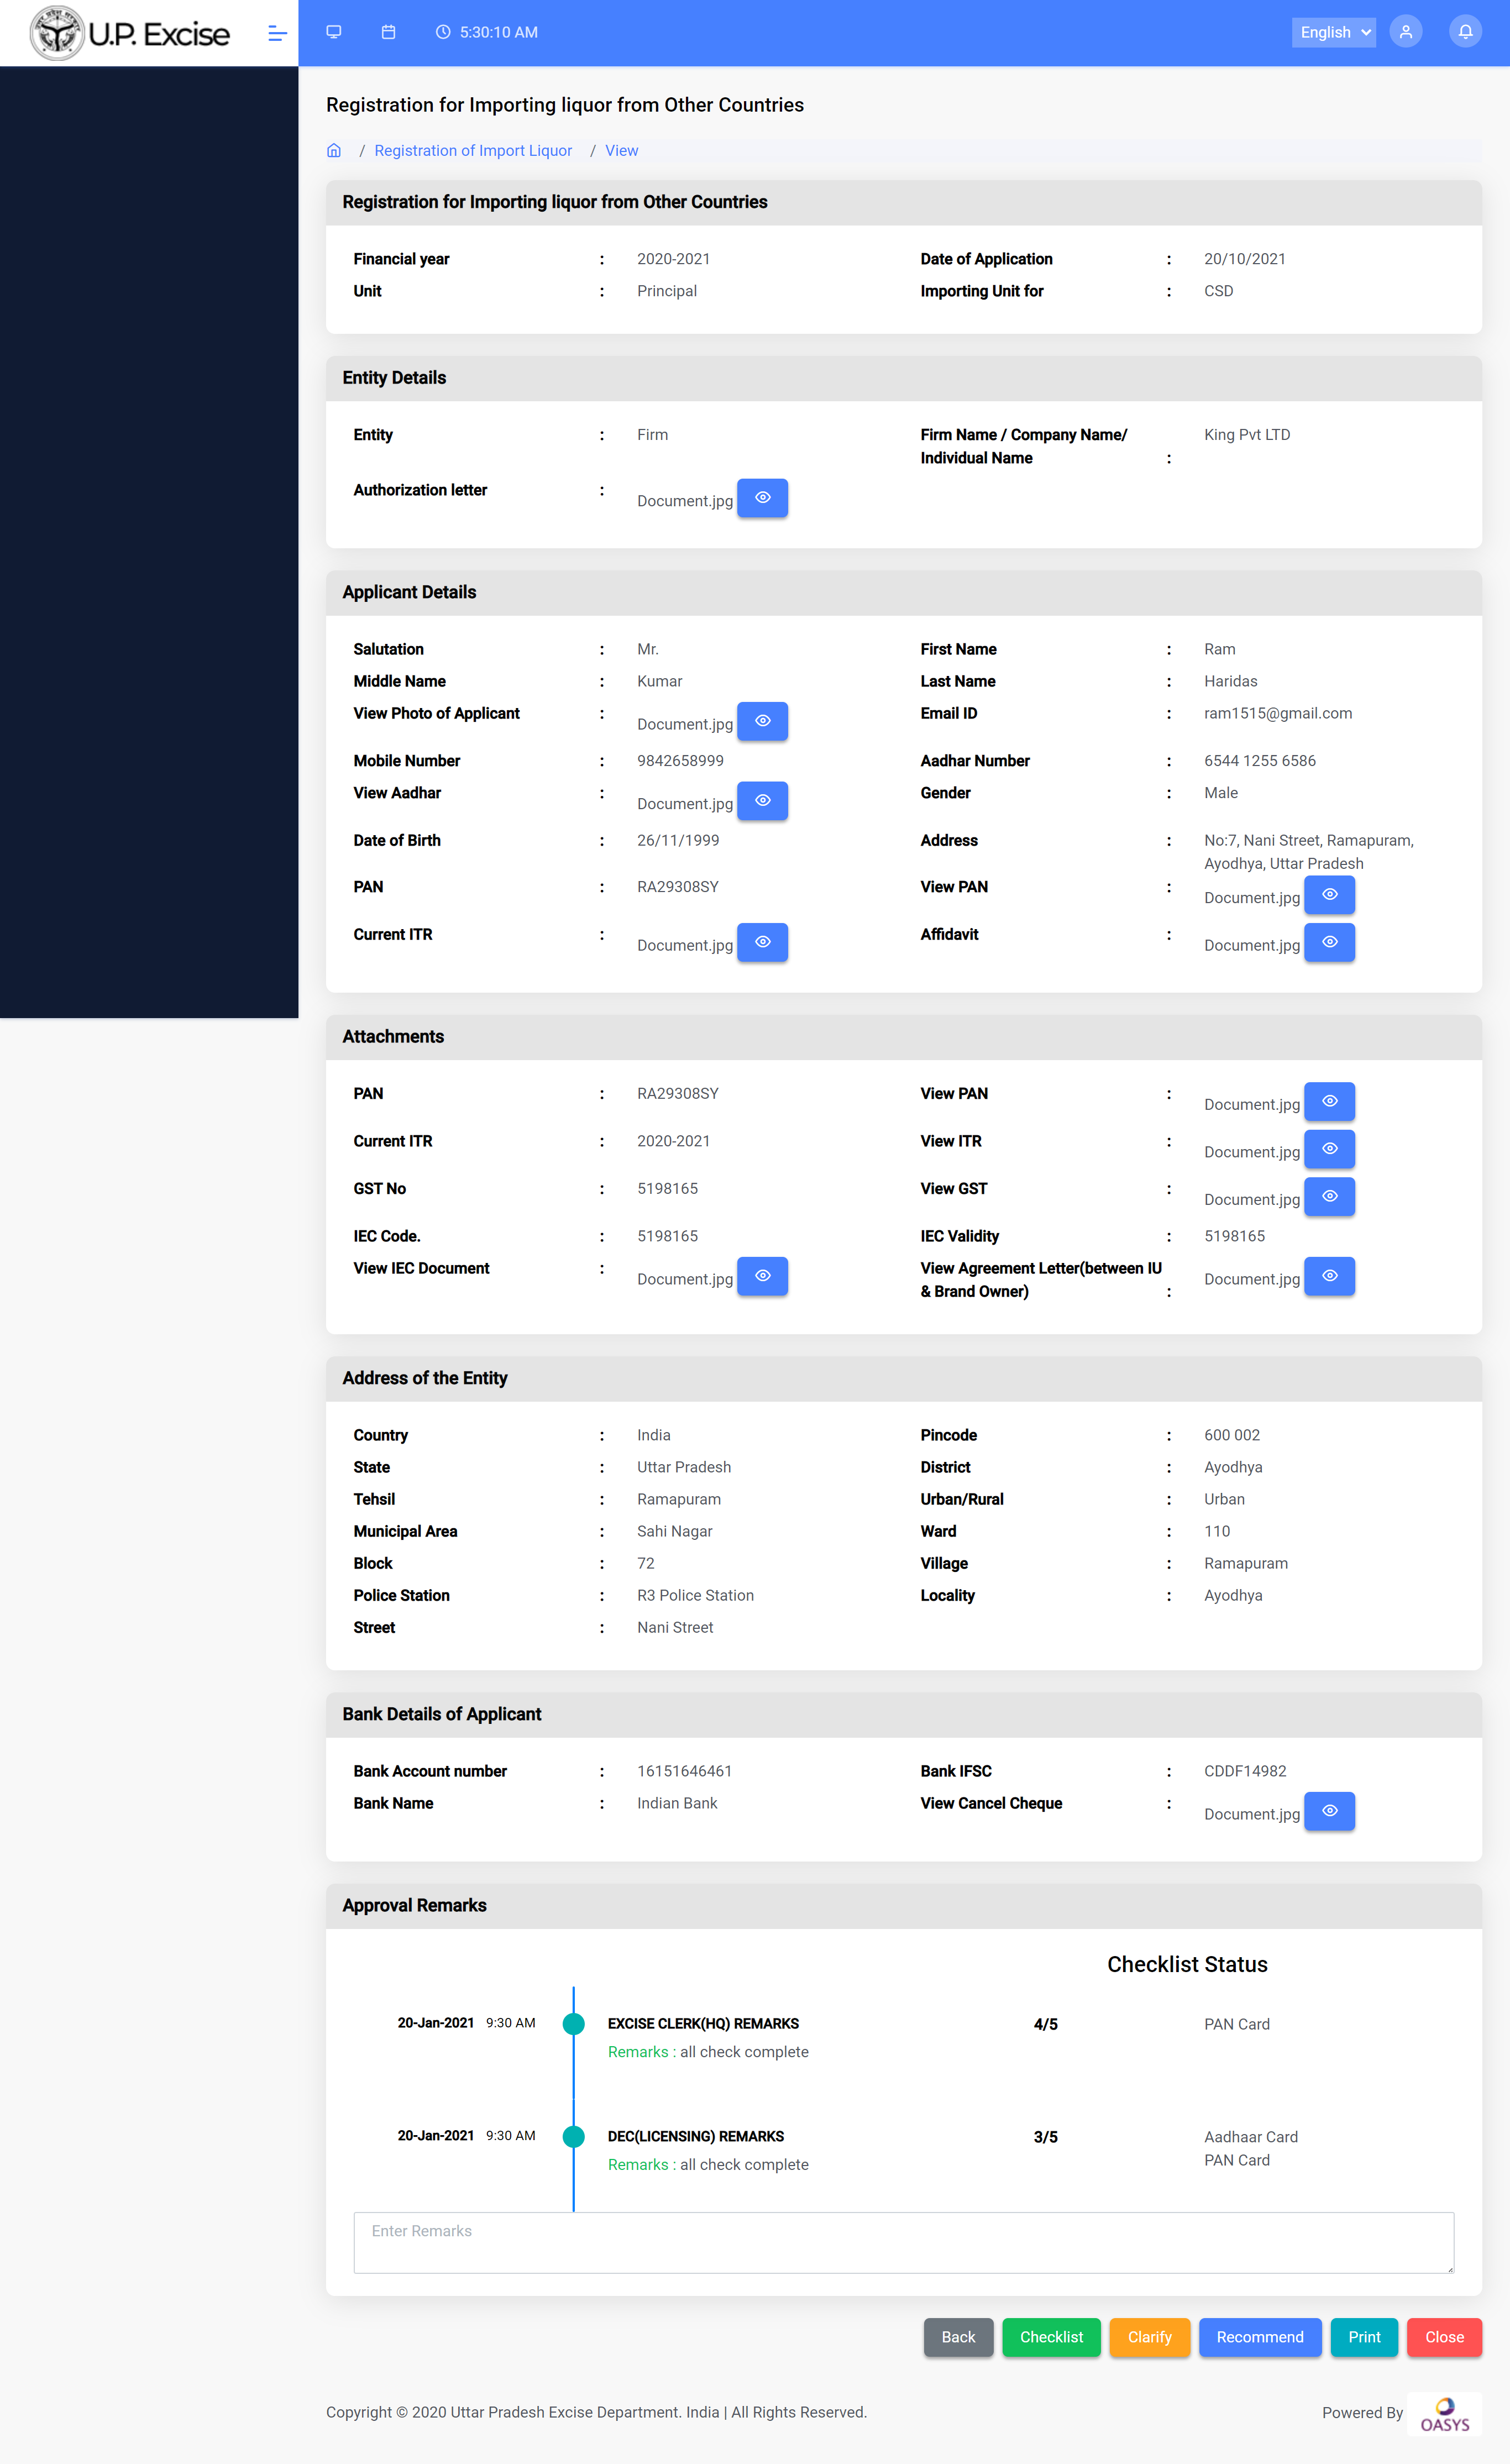 U.P. Excise
5:30:10 AM
English
Registration for Importing liquor from Other Countries
/ Registration of Import Liquor / View
Registration for Importing liquor from Other Countries
Financial year : 2020-2021 Date of Application : 20/10/2021
Unit : Principal Importing Unit for : CSD
Entity Details
Entity : Firm Firm Name / Company Name/ King Pvt LTD
Individual Name :
Authorization letter : Document.jpg
Applicant Details
Salutation : Mr. First Name : Ram
Middle Name : Kumar Last Name : Haridas
View Photo of Applicant : Document.jpg Email ID : ram1515@gmail.com
Mobile Number : 9842658999 Aadhar Number : 6544 1255 6586
View Aadhar : Document.jpg Gender : Male
Date of Birth : 26/11/1999 Address : No:7, Nani Street, Ramapuram,
Ayodhya, Uttar Pradesh
PAN : RA29308SY View PAN : Document.jpg
Current ITR : Document.jpg Affidavit : Document.jpg
Attachments
PAN : RA29308SY View PAN : Document.jpg
Current ITR : 2020-2021 View ITR : Document.jpg
GST No : 5198165 View GST : Document.jpg
IEC Code. : 5198165 IEC Validity : 5198165
View IEC Document : Document.jpg View Agreement Letter(between IU Document.jpg
& Brand Owner) :
Address of the Entity
Country : India Pincode : 600 002
State : Uttar Pradesh District : Ayodhya
Tehsil : Ramapuram Urban/Rural : Urban
Municipal Area : Sahi Nagar Ward : 110
Block : 72 Village : Ramapuram
Police Station : R3 Police Station Locality : Ayodhya
Street : Nani Street
Bank Details of Applicant
Bank Account number : 16151646461 Bank IFSC : CDDF14982
Bank Name : Indian Bank View Cancel Cheque : Document.jpg
Approval Remarks
Checklist Status
20-Jan-2021 9:30 AM EXCISE CLERK(HQ) REMARKS 4/5 PAN Card
Remarks : all check complete
20-Jan-2021 9:30 AM DEC(LICENSING) REMARKS 3/5 Aadhaar Card
PAN Card
Remarks : all check complete
Enter Remarks
Back Checklist Clarify Recommend Print Close
Copyright © 2020 Uttar Pradesh Excise Department. India | All Rights Reserved. Powered By OASYS